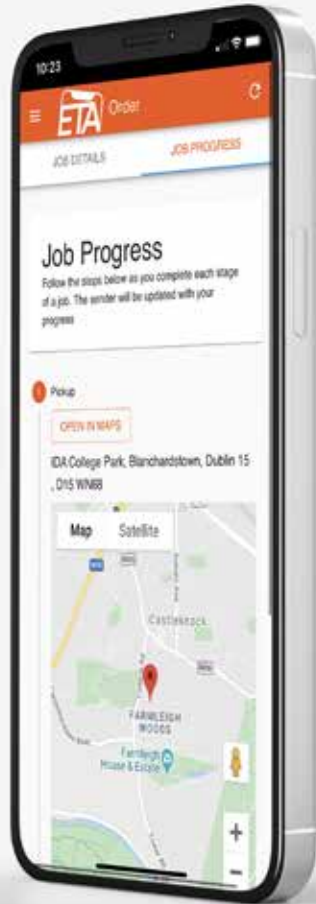 10:23
ETA Order
JOB DETAILS
JOB PROGRESS
Job Progress
Follow the steps below as you complete each stage
of a job. The sender will be updated with your
progress
Pickup
OPEN IN MAPS
IDA College Park, Blanchardstown, Dublin 15
, D15 WN68
Map Satellite
Castleknock
FARMLEIGH
WOODS
Farmleigh
House & Estate